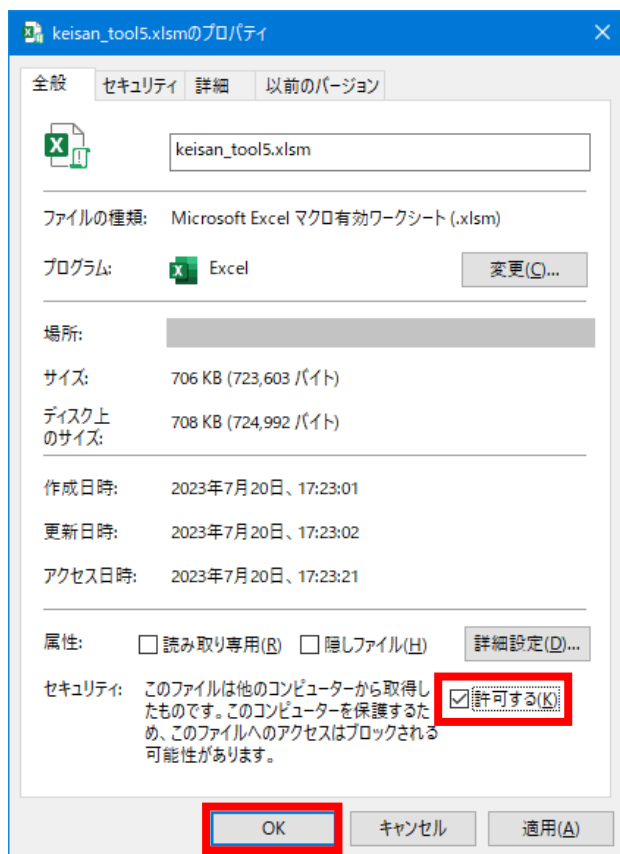 keisan_tool5.xlsmのプロパティ
全般 セキュリティ 詳細 以前のバージョン
keisan_tool5.xlsm
ファイルの種類: Microsoft Excel マクロ有効ワークシート (.xlsm)
プログラム: Excel 変更(C)...
場所:
サイズ: 706 KB (723,603 バイト)
ディスク上
のサイズ: 708 KB (724,992 バイト)
作成日時: 2023年7月20日、17:23:01
更新日時: 2023年7月20日、17:23:02
アクセス日時: 2023年7月20日、17:23:21
属性: 読み取り専用(R) 隠しファイル(H) 詳細設定(D)...
セキュリティ: このファイルは他のコンピューターから取得し
たものです。このコンピューターを保護するた
め、このファイルへのアクセスはブロックされる
可能性があります。
許可する(K)
OK キャンセル 適用(A)